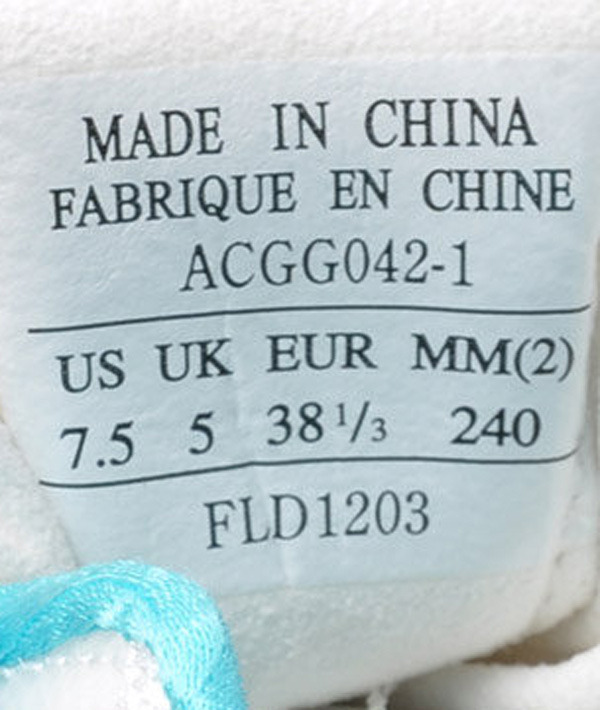 MADE IN CHINA
FABRIQUE EN CHINE
ACGG042-1
US UK EUR MM(2)
7.5 5 38 1/3 240
FLD1203